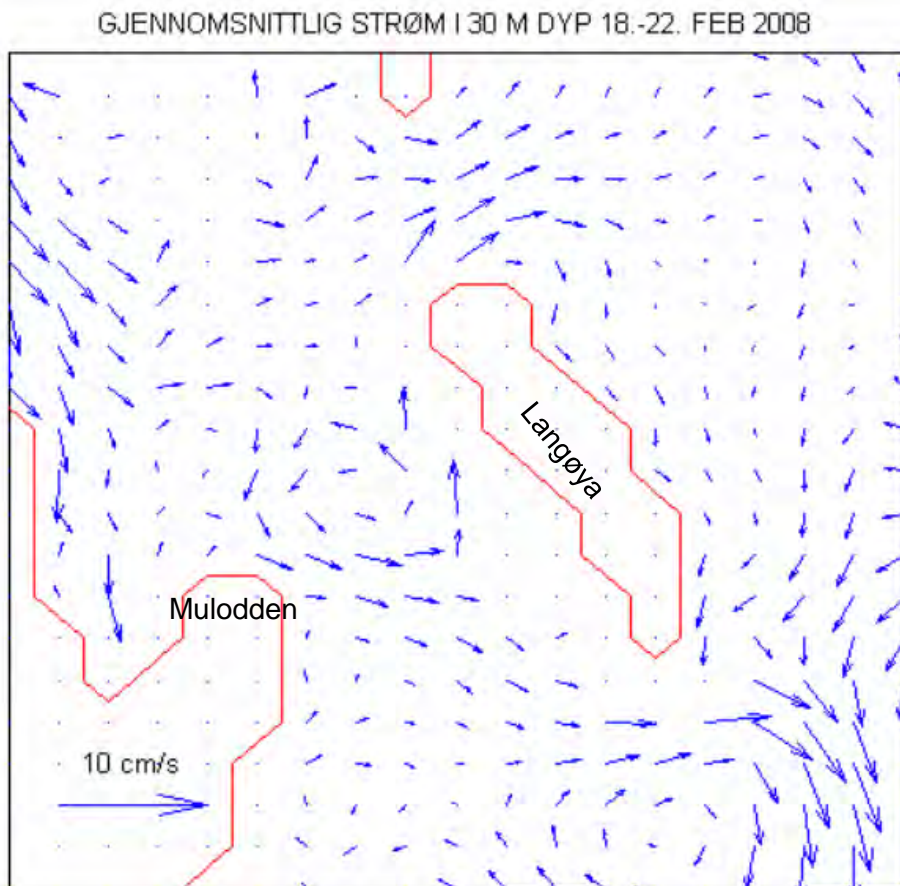 GJENNOMSNITTLIG STRØM I 30 M DYP 18.-22. FEB 2008
Langøya
Mulodden
10 cm/s